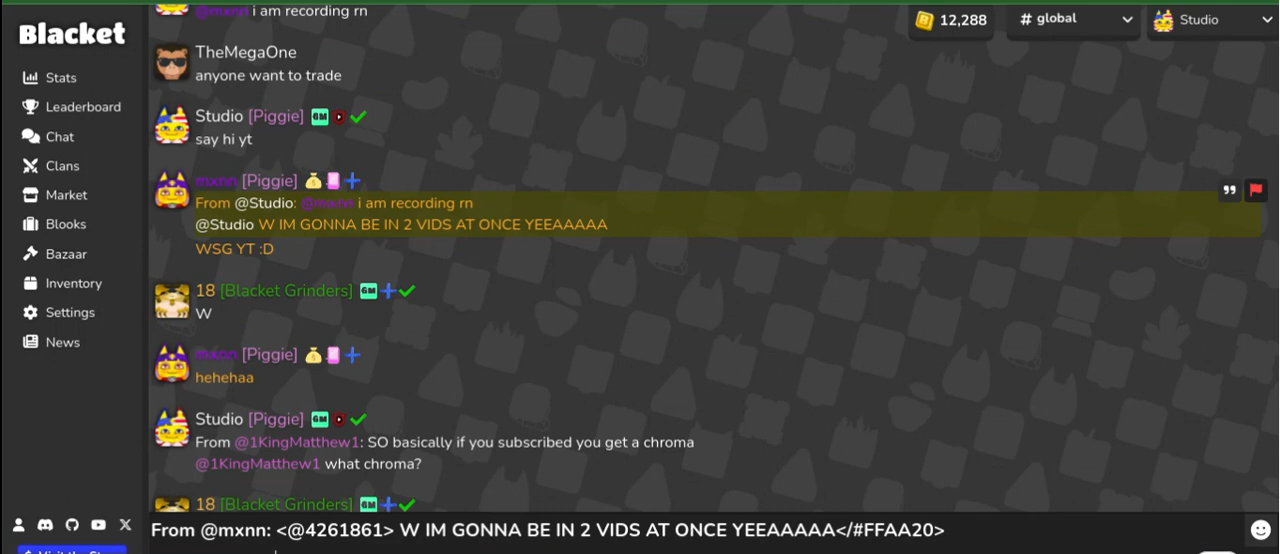 @mxnn i am recording rn
Blacket
12,288
# global
Studio
Stats
Leaderboard
Chat
Clans
Market
Blooks
Bazaar
Inventory
Settings
News
TheMegaOne
anyone want to trade
Studio [Piggie] GM
say hi yt
mxnn [Piggie]
From @Studio: @mxnn i am recording rn
@Studio W IM GONNA BE IN 2 VIDS AT ONCE YEEAAAAA
WSG YT :D
18 [Blacket Grinders] GM
W
mxnn [Piggie]
hehehaa
Studio [Piggie] GM
From @1KingMatthew1: SO basically if you subscribed you get a chroma
@1KingMatthew1 what chroma?
18 [Blacket Grinders] GM
From @mxnn: <@4261861> W IM GONNA BE IN 2 VIDS AT ONCE YEEAAAAA</#FFAA20>